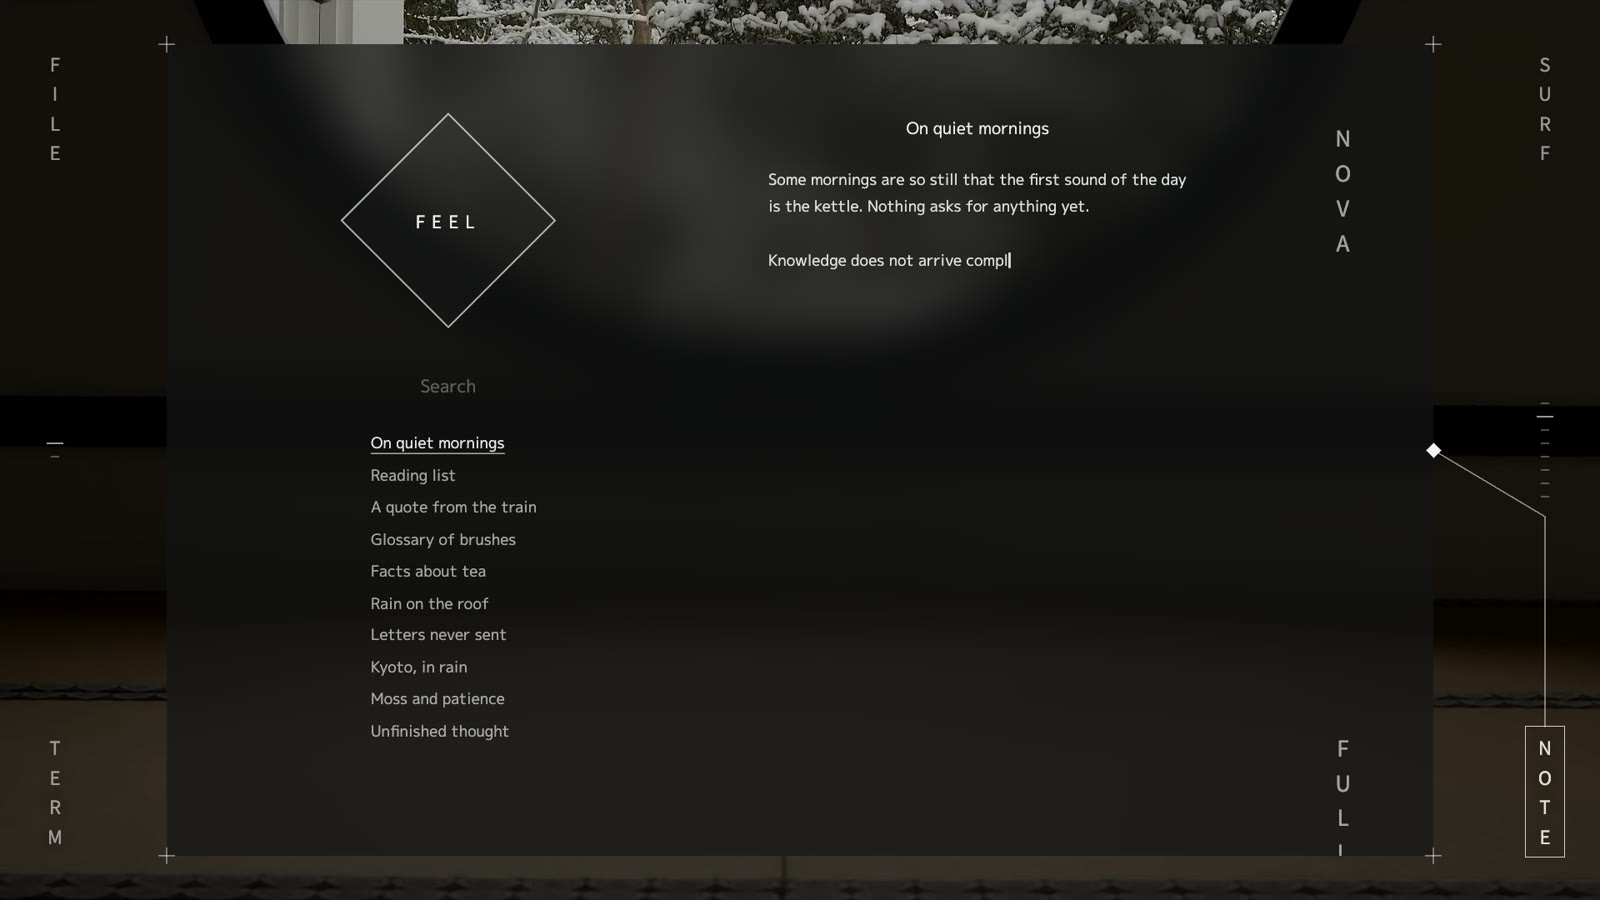 FILE
SURF
FEEL
On quiet mornings
Some mornings are so still that the first sound of the day
is the kettle. Nothing asks for anything yet.
Knowledge does not arrive compl
NOVA
Search
On quiet mornings
Reading list
A quote from the train
Glossary of brushes
Facts about tea
Rain on the roof
Letters never sent
Kyoto, in rain
Moss and patience
Unfinished thought
TERM
FULL
NOTE